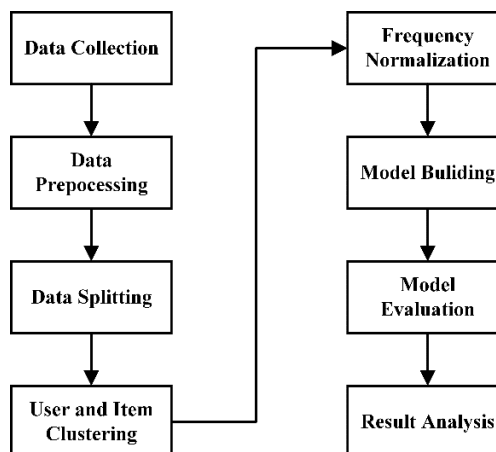 Data Collection
Data
Prepocessing
Data Splitting
User and Item
Clustering
Frequency
Normalization
Model Buliding
Model
Evaluation
Result Analysis